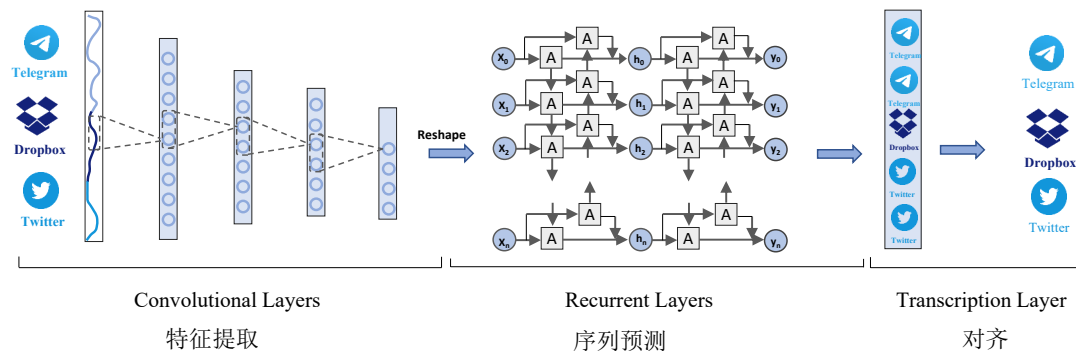 Telegram
Dropbox
Twitter
Reshape
A A
X₀ A h₀ A y₀
A A
X₁ A h₁ A y₁
A A
X₂ A h₂ A y₂
A A
Xₙ A hₙ A yₙ
Telegram
Telegram
Dropbox
Twitter
Twitter
Telegram
Dropbox
Twitter
Convolutional Layers
特征提取
Recurrent Layers
序列预测
Transcription Layer
对齐